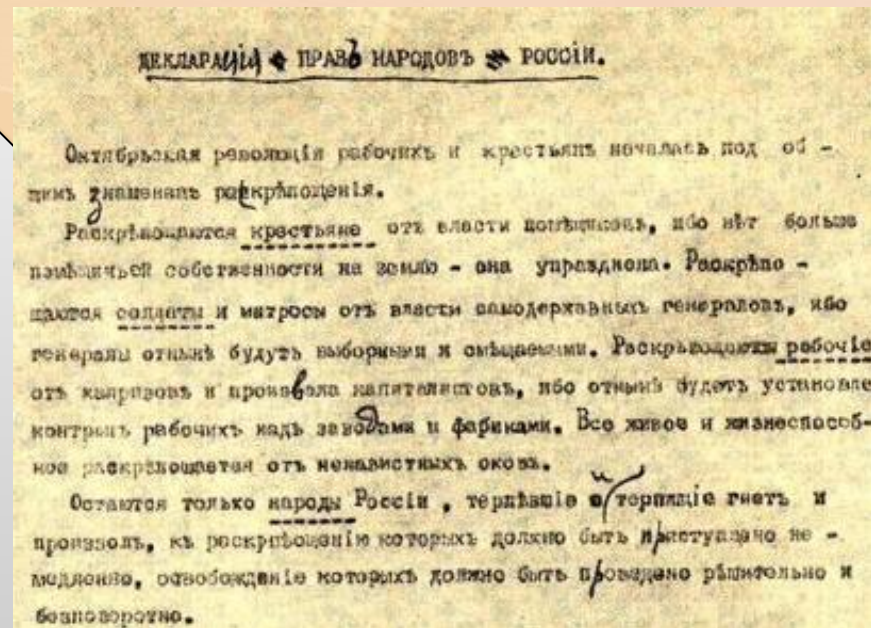 ДЕКЛАРАЦІЯ ПРАВЪ НАРОДОВЪ РОССІИ.
Октябрьская революція рабочихъ и крестьянъ началась под об -
щимъ знаменемъ раскрѣпощенія.
Раскрѣпощаются крестьяне отъ власти помѣщиковъ, ибо нѣт больше
помѣщичьей собственности на землю - она упразднена. Раскрѣпо -
щаются солдаты и матросы отъ власти самодержавныхъ генераловъ, ибо
генералы отнынѣ будутъ выборными и смѣщаемыми. Раскрѣпощаются рабочіе
отъ капризовъ и произвола капиталистовъ, ибо отнынѣ будетъ установле
контроль рабочихъ надъ заводами и фабриками. Все живое и жизнеспособ-
ное раскрѣпощается отъ ненавистныхъ оковъ.
Остаются только народы Россіи, терпѣвшіе и терпящіе гнетъ и
произволъ, къ раскрѣпощенію которыхъ должно быть приступлено не -
медленно, освобожденіе которыхъ должно быть проведено рѣшительно и
безповоротно.